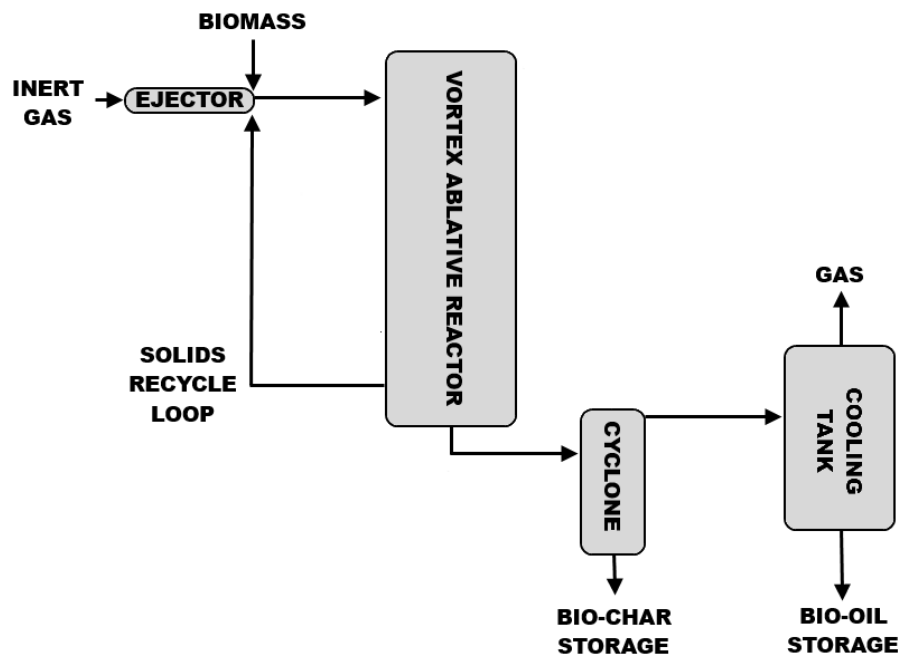 BIOMASS
INERT
GAS
EJECTOR
VORTEX ABLATIVE REACTOR
SOLIDS
RECYCLE
LOOP
GAS
CYCLONE
COOLING
TANK
BIO-CHAR
STORAGE
BIO-OIL
STORAGE